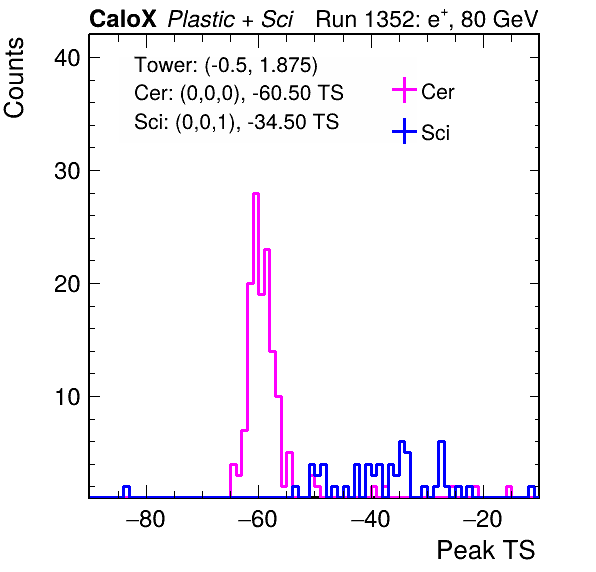 CaloX Plastic + Sci Run 1352: e⁺, 80 GeV
Counts
Tower: (-0.5, 1.875)
Cer: (0,0,0), -60.50 TS
Sci: (0,0,1), -34.50 TS
Cer
Sci
40
30
20
10
−80 −60 −40 −20
Peak TS